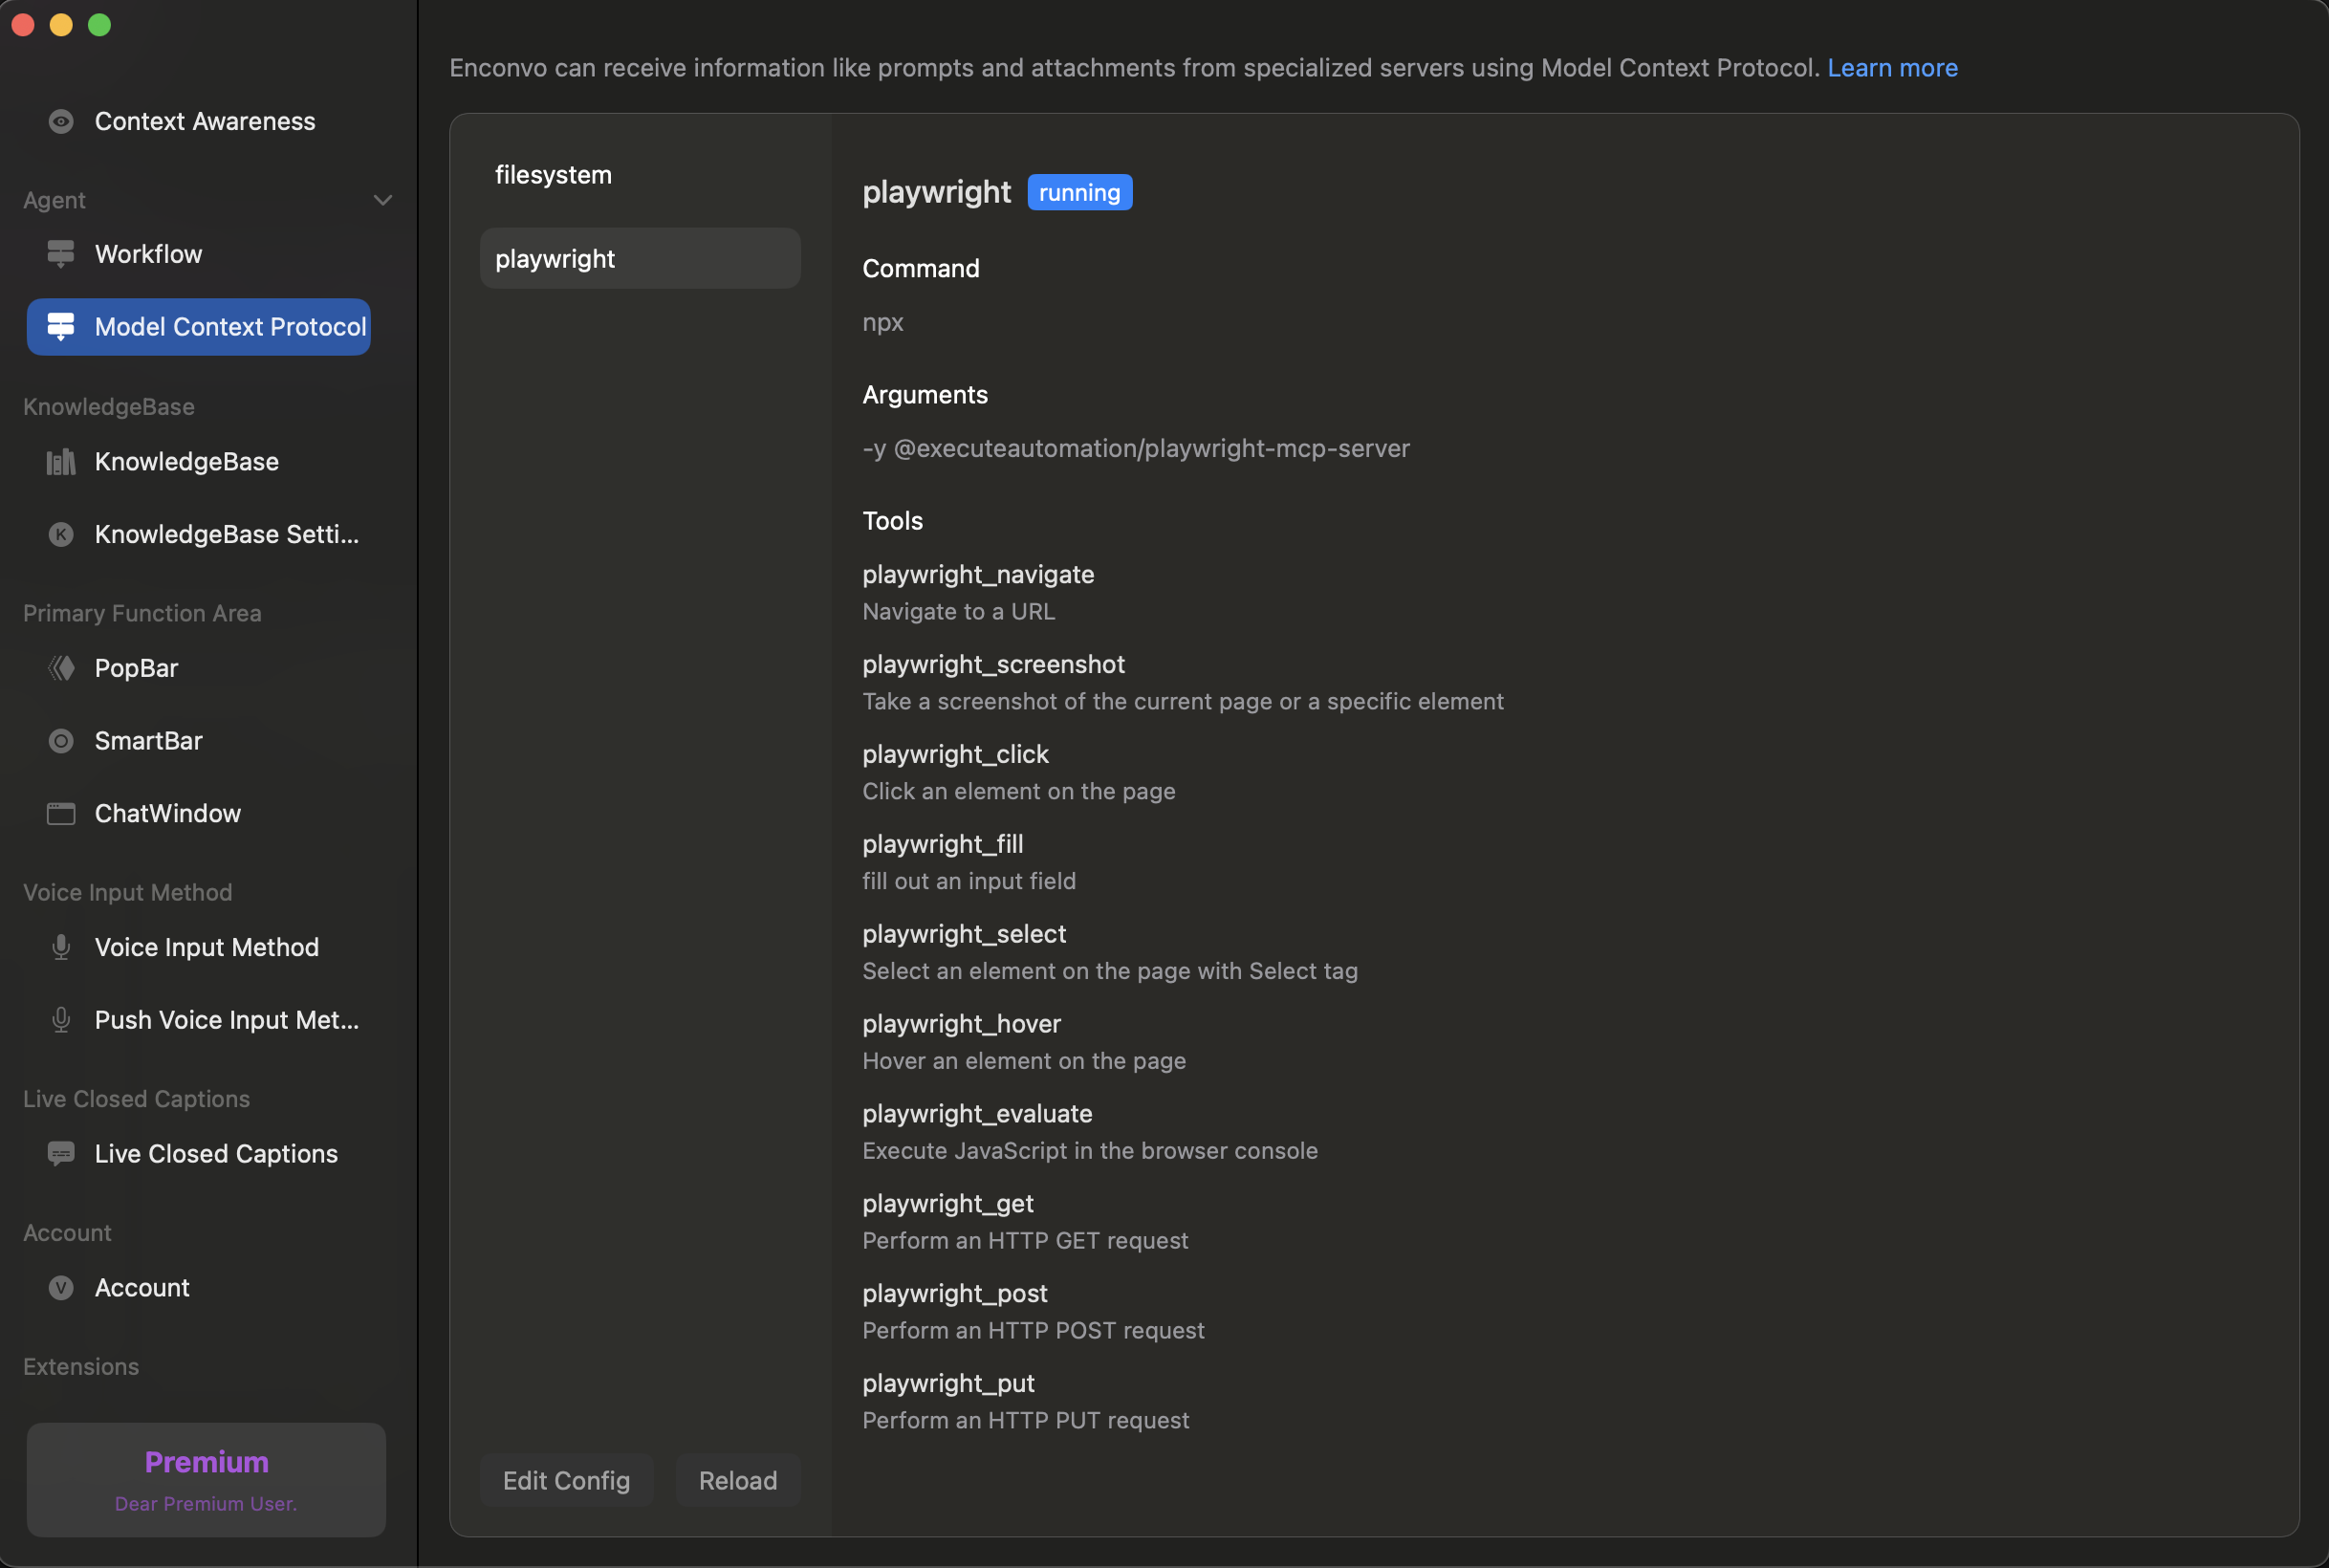 Context Awareness
Agent
Workflow
Model Context Protocol
KnowledgeBase
KnowledgeBase
K
KnowledgeBase Setti...
Primary Function Area
PopBar
SmartBar
ChatWindow
Voice Input Method
Voice Input Method
Push Voice Input Met...
Live Closed Captions
Live Closed Captions
Account
V
Account
Extensions
Premium
Dear Premium User.
Enconvo can receive information like prompts and attachments from specialized servers using Model Context Protocol. Learn more
filesystem
playwright
Edit Config
Reload
playwright running
Command
npx
Arguments
-y @executeautomation/playwright-mcp-server
Tools
playwright_navigate
Navigate to a URL
playwright_screenshot
Take a screenshot of the current page or a specific element
playwright_click
Click an element on the page
playwright_fill
fill out an input field
playwright_select
Select an element on the page with Select tag
playwright_hover
Hover an element on the page
playwright_evaluate
Execute JavaScript in the browser console
playwright_get
Perform an HTTP GET request
playwright_post
Perform an HTTP POST request
playwright_put
Perform an HTTP PUT request